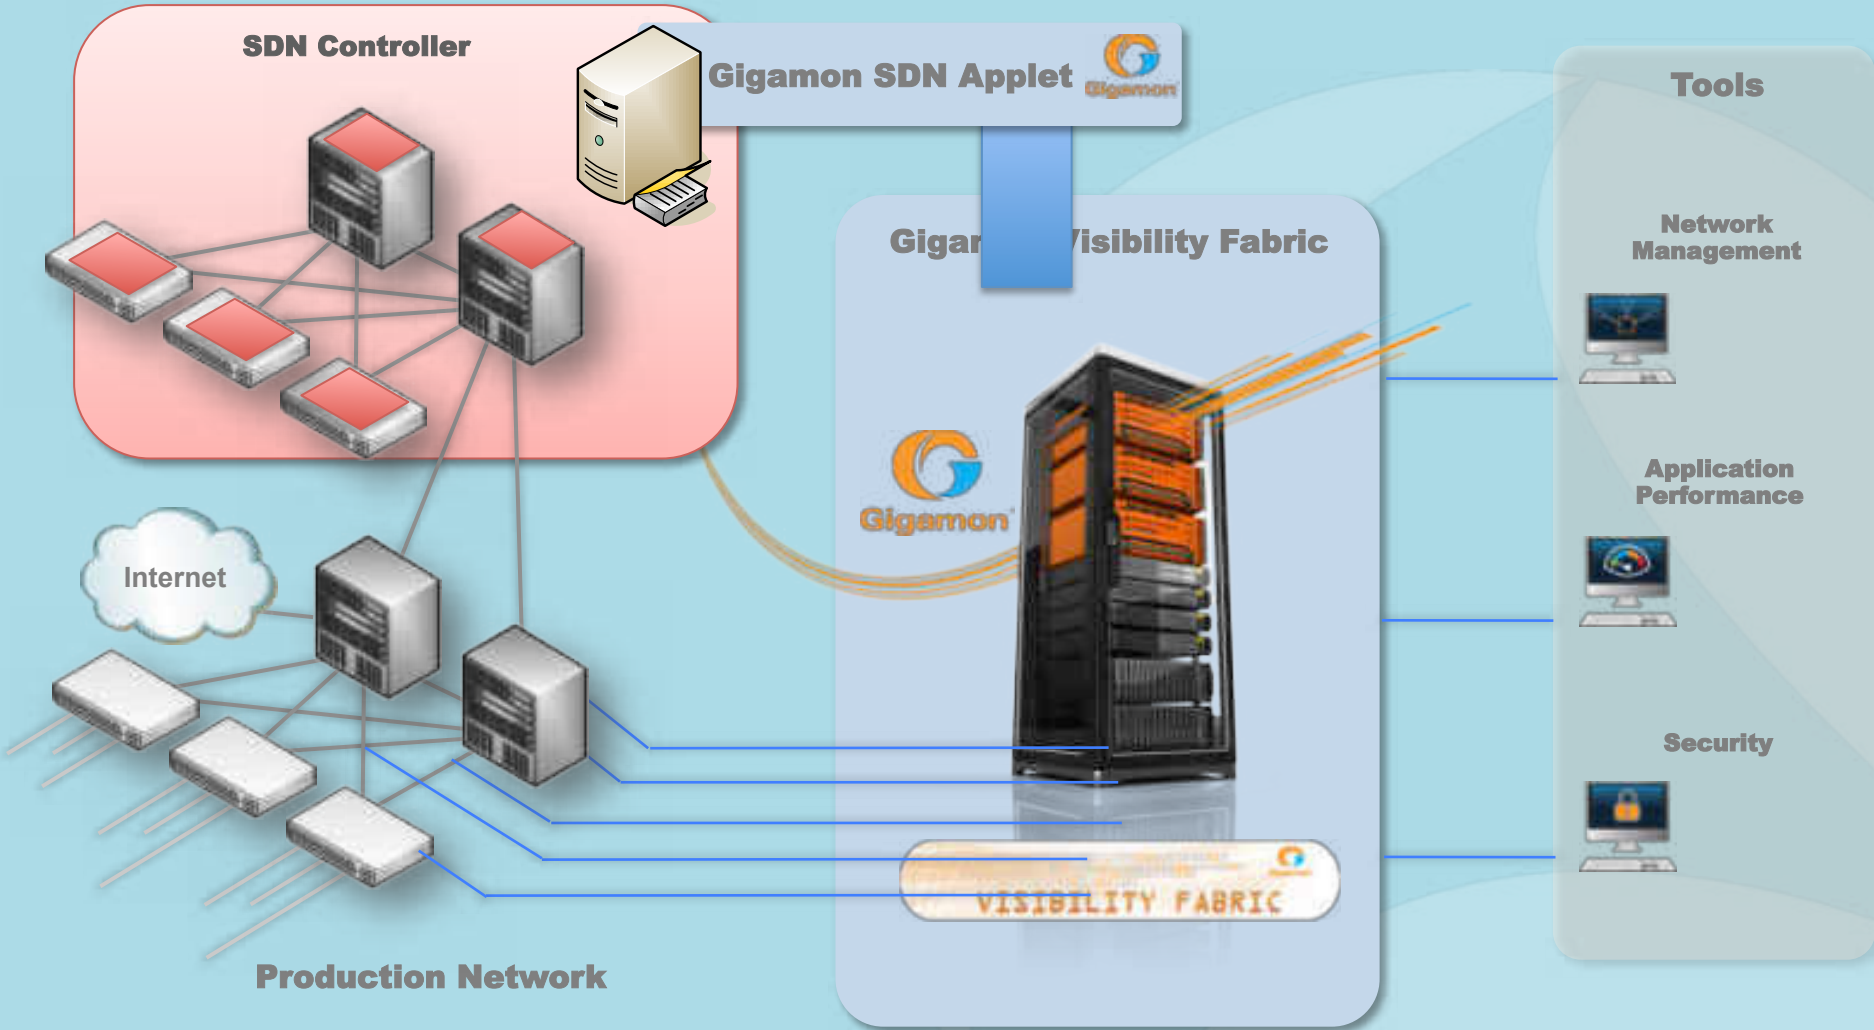 SDN Controller
Gigamon SDN Applet
Gigamon
Tools
Gigar isibility Fabric
Network
Management
Application
Performance
Gigamon
Internet
Security
VISIBILITY FABRIC
Production Network